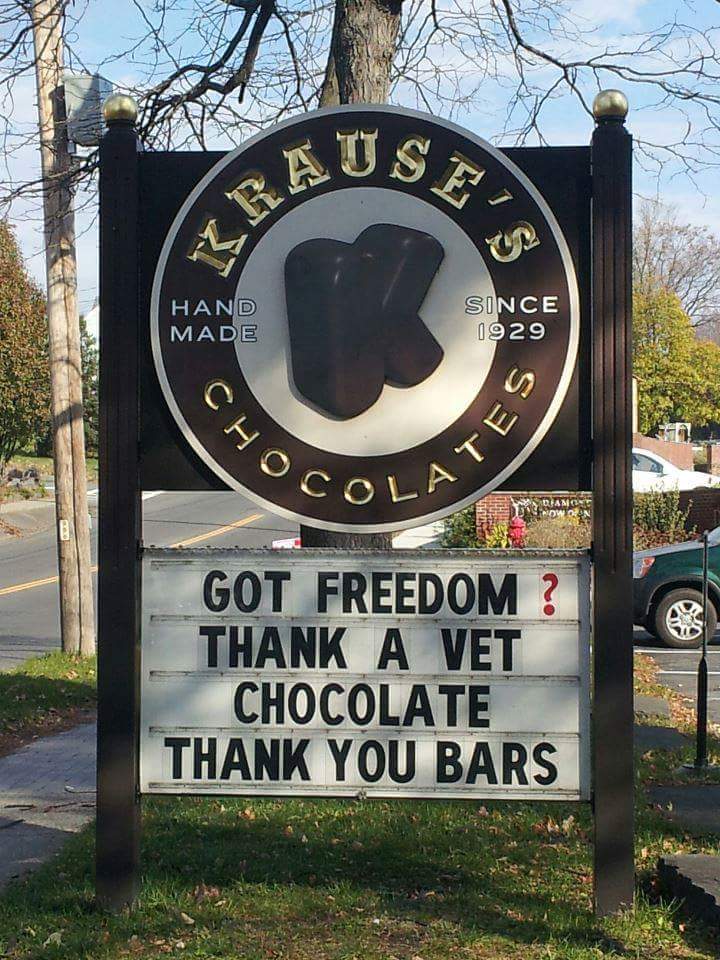 KRAUSE'S
HAND
MADE
SINCE
1929
CHOCOLATES
GOT FREEDOM ?
THANK A VET
CHOCOLATE
THANK YOU BARS